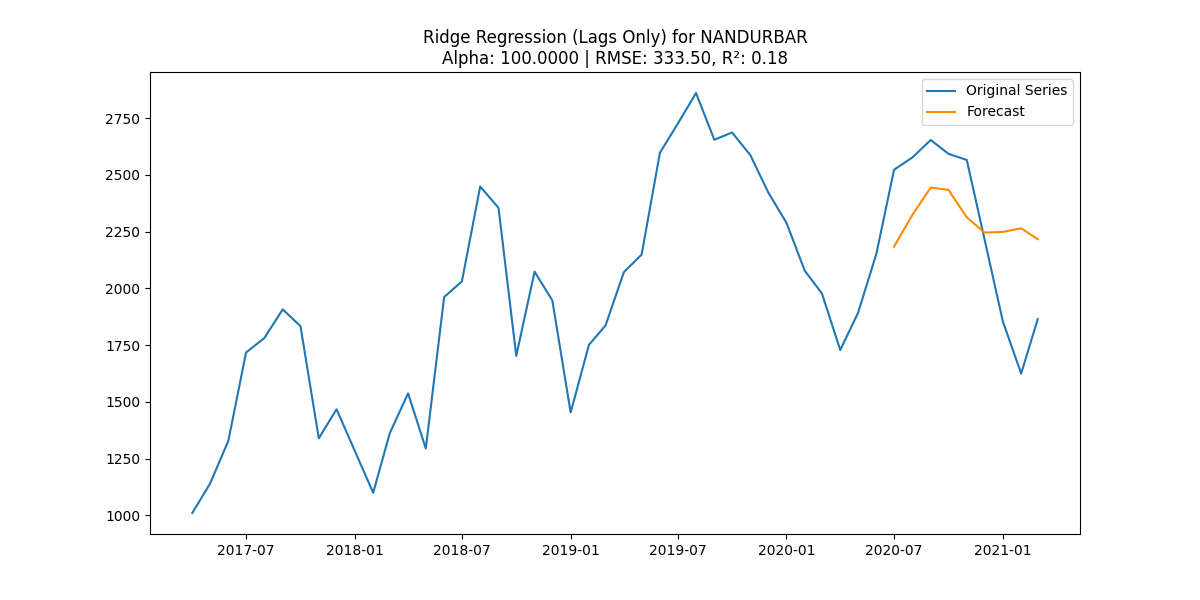 Ridge Regression (Lags Only) for NANDURBAR
Alpha: 100.0000 | RMSE: 333.50, R²: 0.18
Original Series
Forecast
2750
2500
2250
2000
1750
1500
1250
1000
2017-07 2018-01 2018-07 2019-01 2019-07 2020-01 2020-07 2021-01